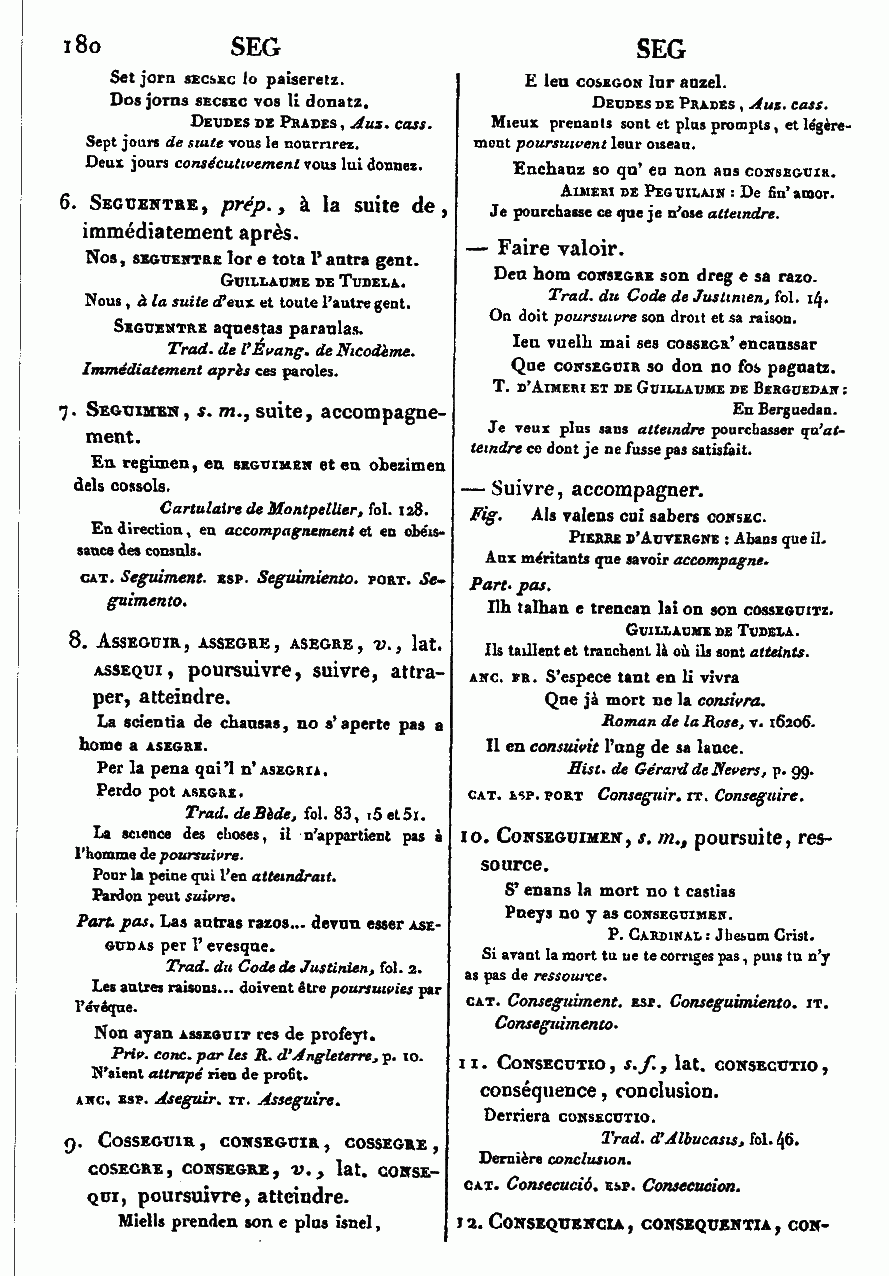 180 SEG SEG
Set jorn SECSEC lo paiseretz.
Dos jorns SECSEC vos li donatz.
DEUDES DE PRADES, Auz. cass.
Sept jours de suite vous le nourrirez.
Deux jours consécutivement vous lui donnez.
6. SEGUENTRE, prép., à la suite de,
immédiatement après.
Nos, SEGUENTRE lor e tota l'autra gent.
GUILLAUME DE TUDELA.
Nous, à la suite d'eux et toute l'autre gent.
SEGUENTRE aquestas paraulas.
Trad. de l'Évang. de Nicodème.
Immédiatement après ces paroles.
7. SEGUIMEN, s. m., suite, accompagne-
ment.
En regimen, en SEGUIMEN et en obezimen
dels cossols.
Cartulaire de Montpellier, fol. 128.
En direction, en accompagnement et en obéis-
sance des consuls.
CAT. Seguiment. ESP. Seguimiento. PORT. Se-
guimento.
8. ASSEGUIR, ASSEGRE, ASEGRE, v., lat.
ASSEQUI, poursuivre, suivre, attra-
per, atteindre.
La scientia de chausas, no s'aperte pas a
home a ASEGRE.
Per la pena qui'l n'ASEGRIA.
Perdo pot ASEGRE.
Trad. de Bède, fol. 83, 15 et 51.
La science des choses, il n'appartient pas à
l'homme de poursuivre.
Pour la peine qui l'en atteindrait.
Pardon peut suivre.
Part. pas. Las autras razos... devun esser ASE-
GUDAS per l'evesque.
Trad. du Code de Justinien, fol. 2.
Les autres raisons... doivent être poursuivies par
l'évêque.
Non ayan ASSEGUIT res de profeyt.
Priv. conc. par les R. d'Angleterre, p. 10.
N'aient attrapé rien de profit.
ANC. ESP. Aseguir. IT. Asseguire.
9. COSSEGUIR, CONSEGUIR, COSSEGRE,
COSEGRE, CONSEGRE, v., lat. CONSE-
QUI, poursuivre, atteindre.
Miells prenden son e plus isnel,
E leu COSEGON lur auzel.
DEUDES DE PRADES, Auz. cass.
Mieux prenants sont et plus prompts, et légère-
ment poursuivent leur oiseau.
Enchauz so qu' eu non aus CONSEGUIR.
AIMERI DE PEGUILAIN : De fin' amor.
Je pourchasse ce que je n'ose atteindre.
— Faire valoir.
Deu hom CONSEGRE son dreg e sa razo.
Trad. du Code de Justinien, fol. 14.
On doit poursuivre son droit et sa raison.
Ieu vuelh mai ses COSSEGR' encaussar
Que CONSEGUIR so don no fos pagatz.
T. D'AIMERI ET DE GUILLAUME DE BERGUEDAN :
En Berguedan.
Je veux plus sans atteindre pourchasser qu'at-
teindre ce dont je ne fusse pas satisfait.
— Suivre, accompagner.
Fig. Als valens cui sabers CONSEC.
PIERRE D'AUVERGNE : Abans que il.
Aux méritants que savoir accompagne.
Part. pas.
Ilh talhan e trencan lai on son COSSEGUITZ.
GUILLAUME DE TUDELA.
Ils taillent et tranchent là où ils sont atteints.
ANC. FR. S'espece tant en li vivra
Que jà mort ne la consivra.
Roman de la Rose, v. 16206.
Il en consuivit l'ung de sa lance.
Hist. de Gérard de Nevers, p. 99.
CAT. ESP. PORT Conseguir. IT. Conseguire.
10. CONSEGUIMEN, s. m., poursuite, res-
source.
S' enans la mort no t castias
Pueys no y as CONSEGUIMEN.
P. CARDINAL : Jhesum Crist.
Si avant la mort tu ne te corriges pas, puis tu n'y
as pas de ressource.
CAT. Conseguiment. ESP. Conseguimiento. IT.
Conseguimento.
11. CONSECUTIO, s. f., lat. CONSECUTIO,
conséquence, conclusion.
Derriera CONSECUTIO.
Trad. d'Albucasis, fol. 46.
Dernière conclusion.
CAT. Consecució. ESP. Consecucion.
12. CONSEQUENCIA, CONSEQUENTIA, CON-